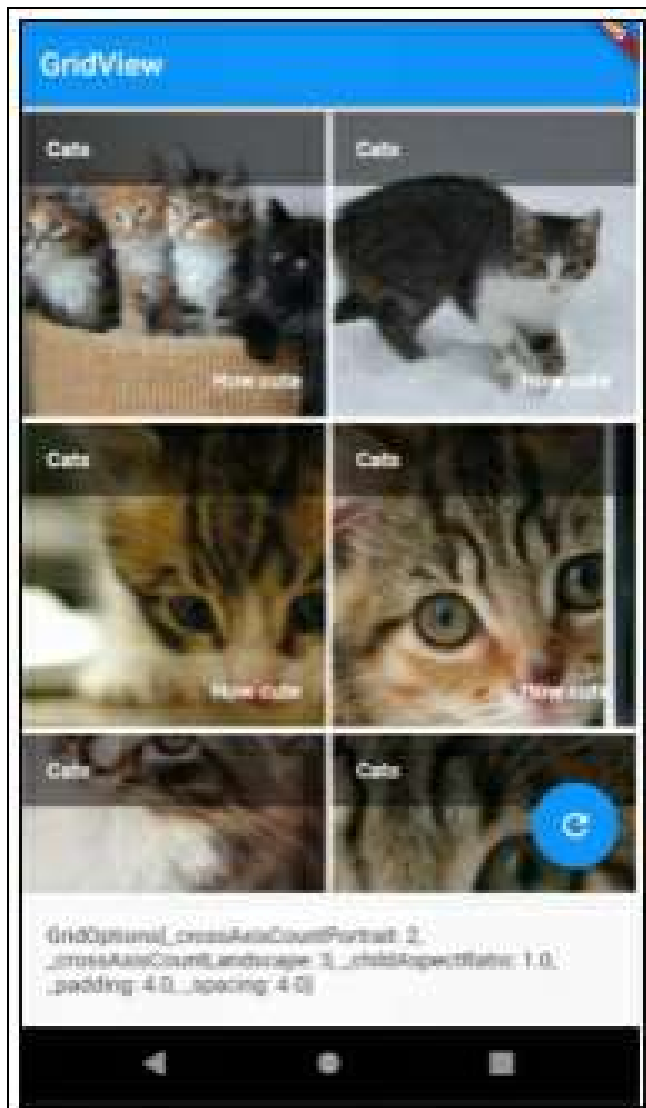 GridView
Cats
Cats
How cute
How cute
Cats
Cats
How cute
How cute
Cats
Cats
GridOptions{_crossAxisCountPortrait: 2,
_crossAxisCountLandscape: 3, _childAspectRatio: 1.0,
_padding: 4.0, _spacing: 4.0}